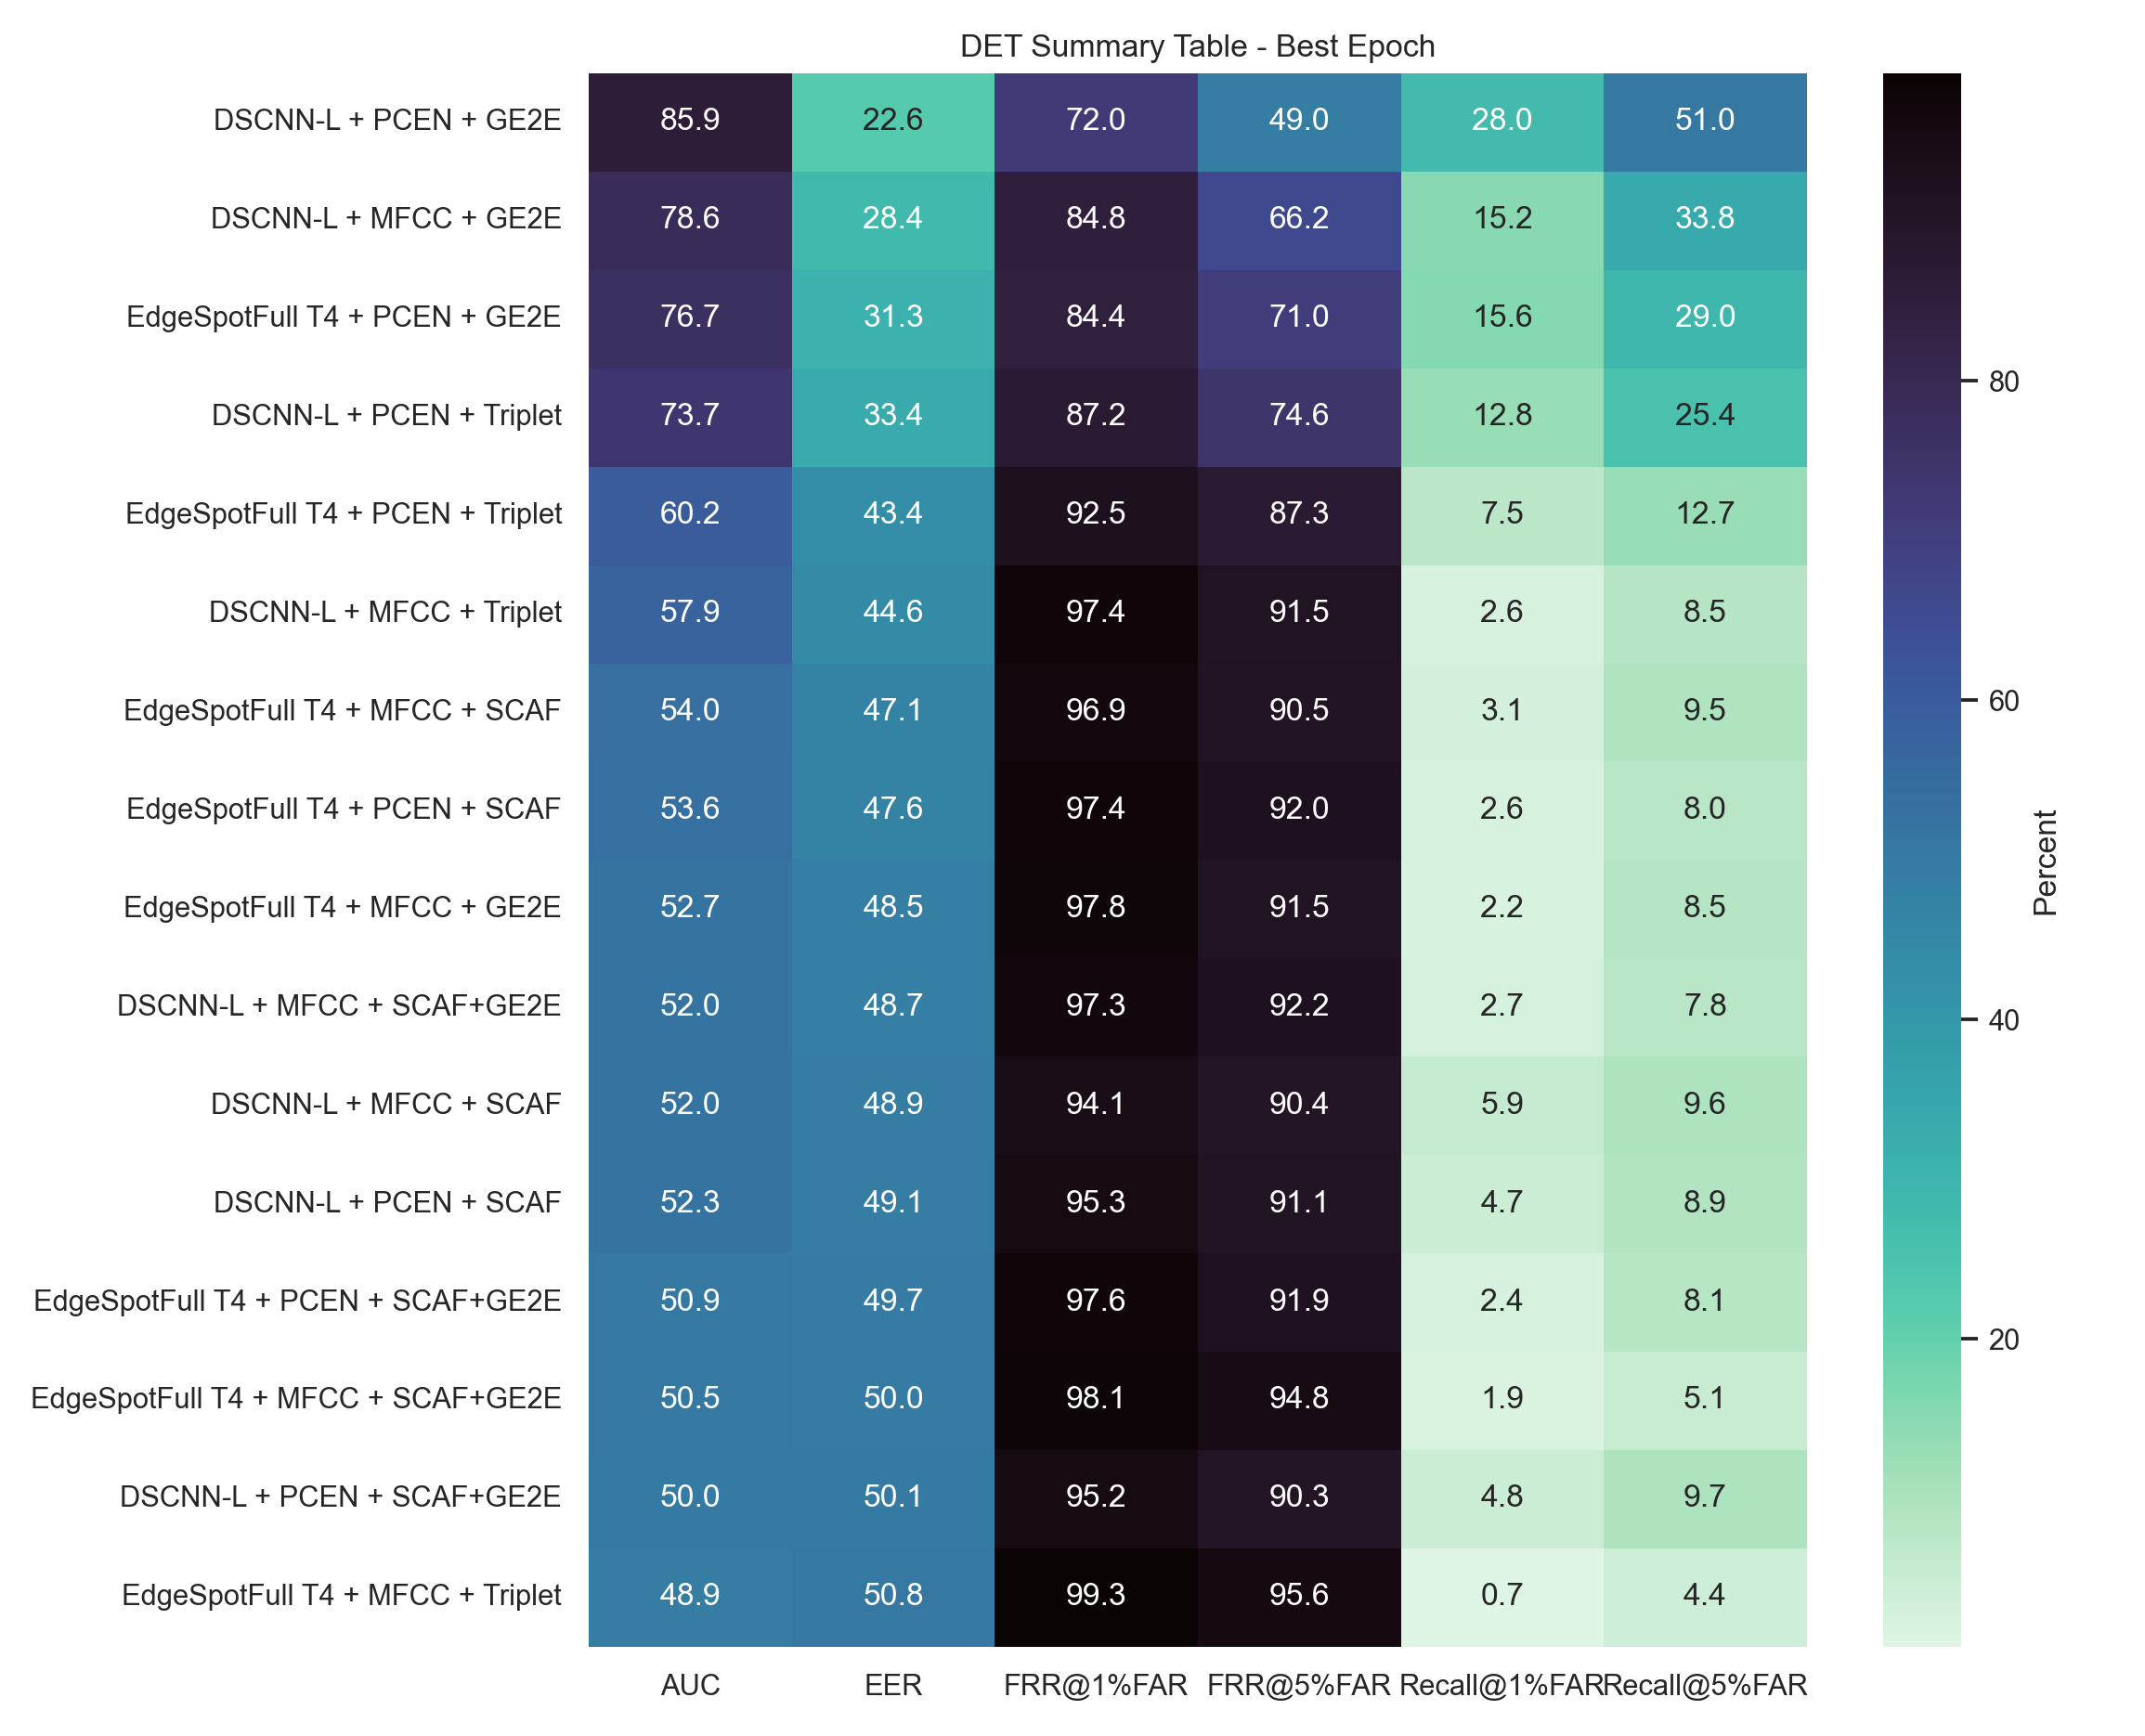 DET Summary Table - Best Epoch
DSCNN-L + PCEN + GE2E 85.9 22.6 72.0 49.0 28.0 51.0
DSCNN-L + MFCC + GE2E 78.6 28.4 84.8 66.2 15.2 33.8
EdgeSpotFull T4 + PCEN + GE2E 76.7 31.3 84.4 71.0 15.6 29.0
DSCNN-L + PCEN + Triplet 73.7 33.4 87.2 74.6 12.8 25.4
EdgeSpotFull T4 + PCEN + Triplet 60.2 43.4 92.5 87.3 7.5 12.7
DSCNN-L + MFCC + Triplet 57.9 44.6 97.4 91.5 2.6 8.5
EdgeSpotFull T4 + MFCC + SCAF 54.0 47.1 96.9 90.5 3.1 9.5
EdgeSpotFull T4 + PCEN + SCAF 53.6 47.6 97.4 92.0 2.6 8.0
EdgeSpotFull T4 + MFCC + GE2E 52.7 48.5 97.8 91.5 2.2 8.5
DSCNN-L + MFCC + SCAF+GE2E 52.0 48.7 97.3 92.2 2.7 7.8
DSCNN-L + MFCC + SCAF 52.0 48.9 94.1 90.4 5.9 9.6
DSCNN-L + PCEN + SCAF 52.3 49.1 95.3 91.1 4.7 8.9
EdgeSpotFull T4 + PCEN + SCAF+GE2E 50.9 49.7 97.6 91.9 2.4 8.1
EdgeSpotFull T4 + MFCC + SCAF+GE2E 50.5 50.0 98.1 94.8 1.9 5.1
DSCNN-L + PCEN + SCAF+GE2E 50.0 50.1 95.2 90.3 4.8 9.7
EdgeSpotFull T4 + MFCC + Triplet 48.9 50.8 99.3 95.6 0.7 4.4
AUC EER FRR@1%FAR FRR@5%FAR Recall@1%FAR Recall@5%FAR
80
60
40
20
Percent